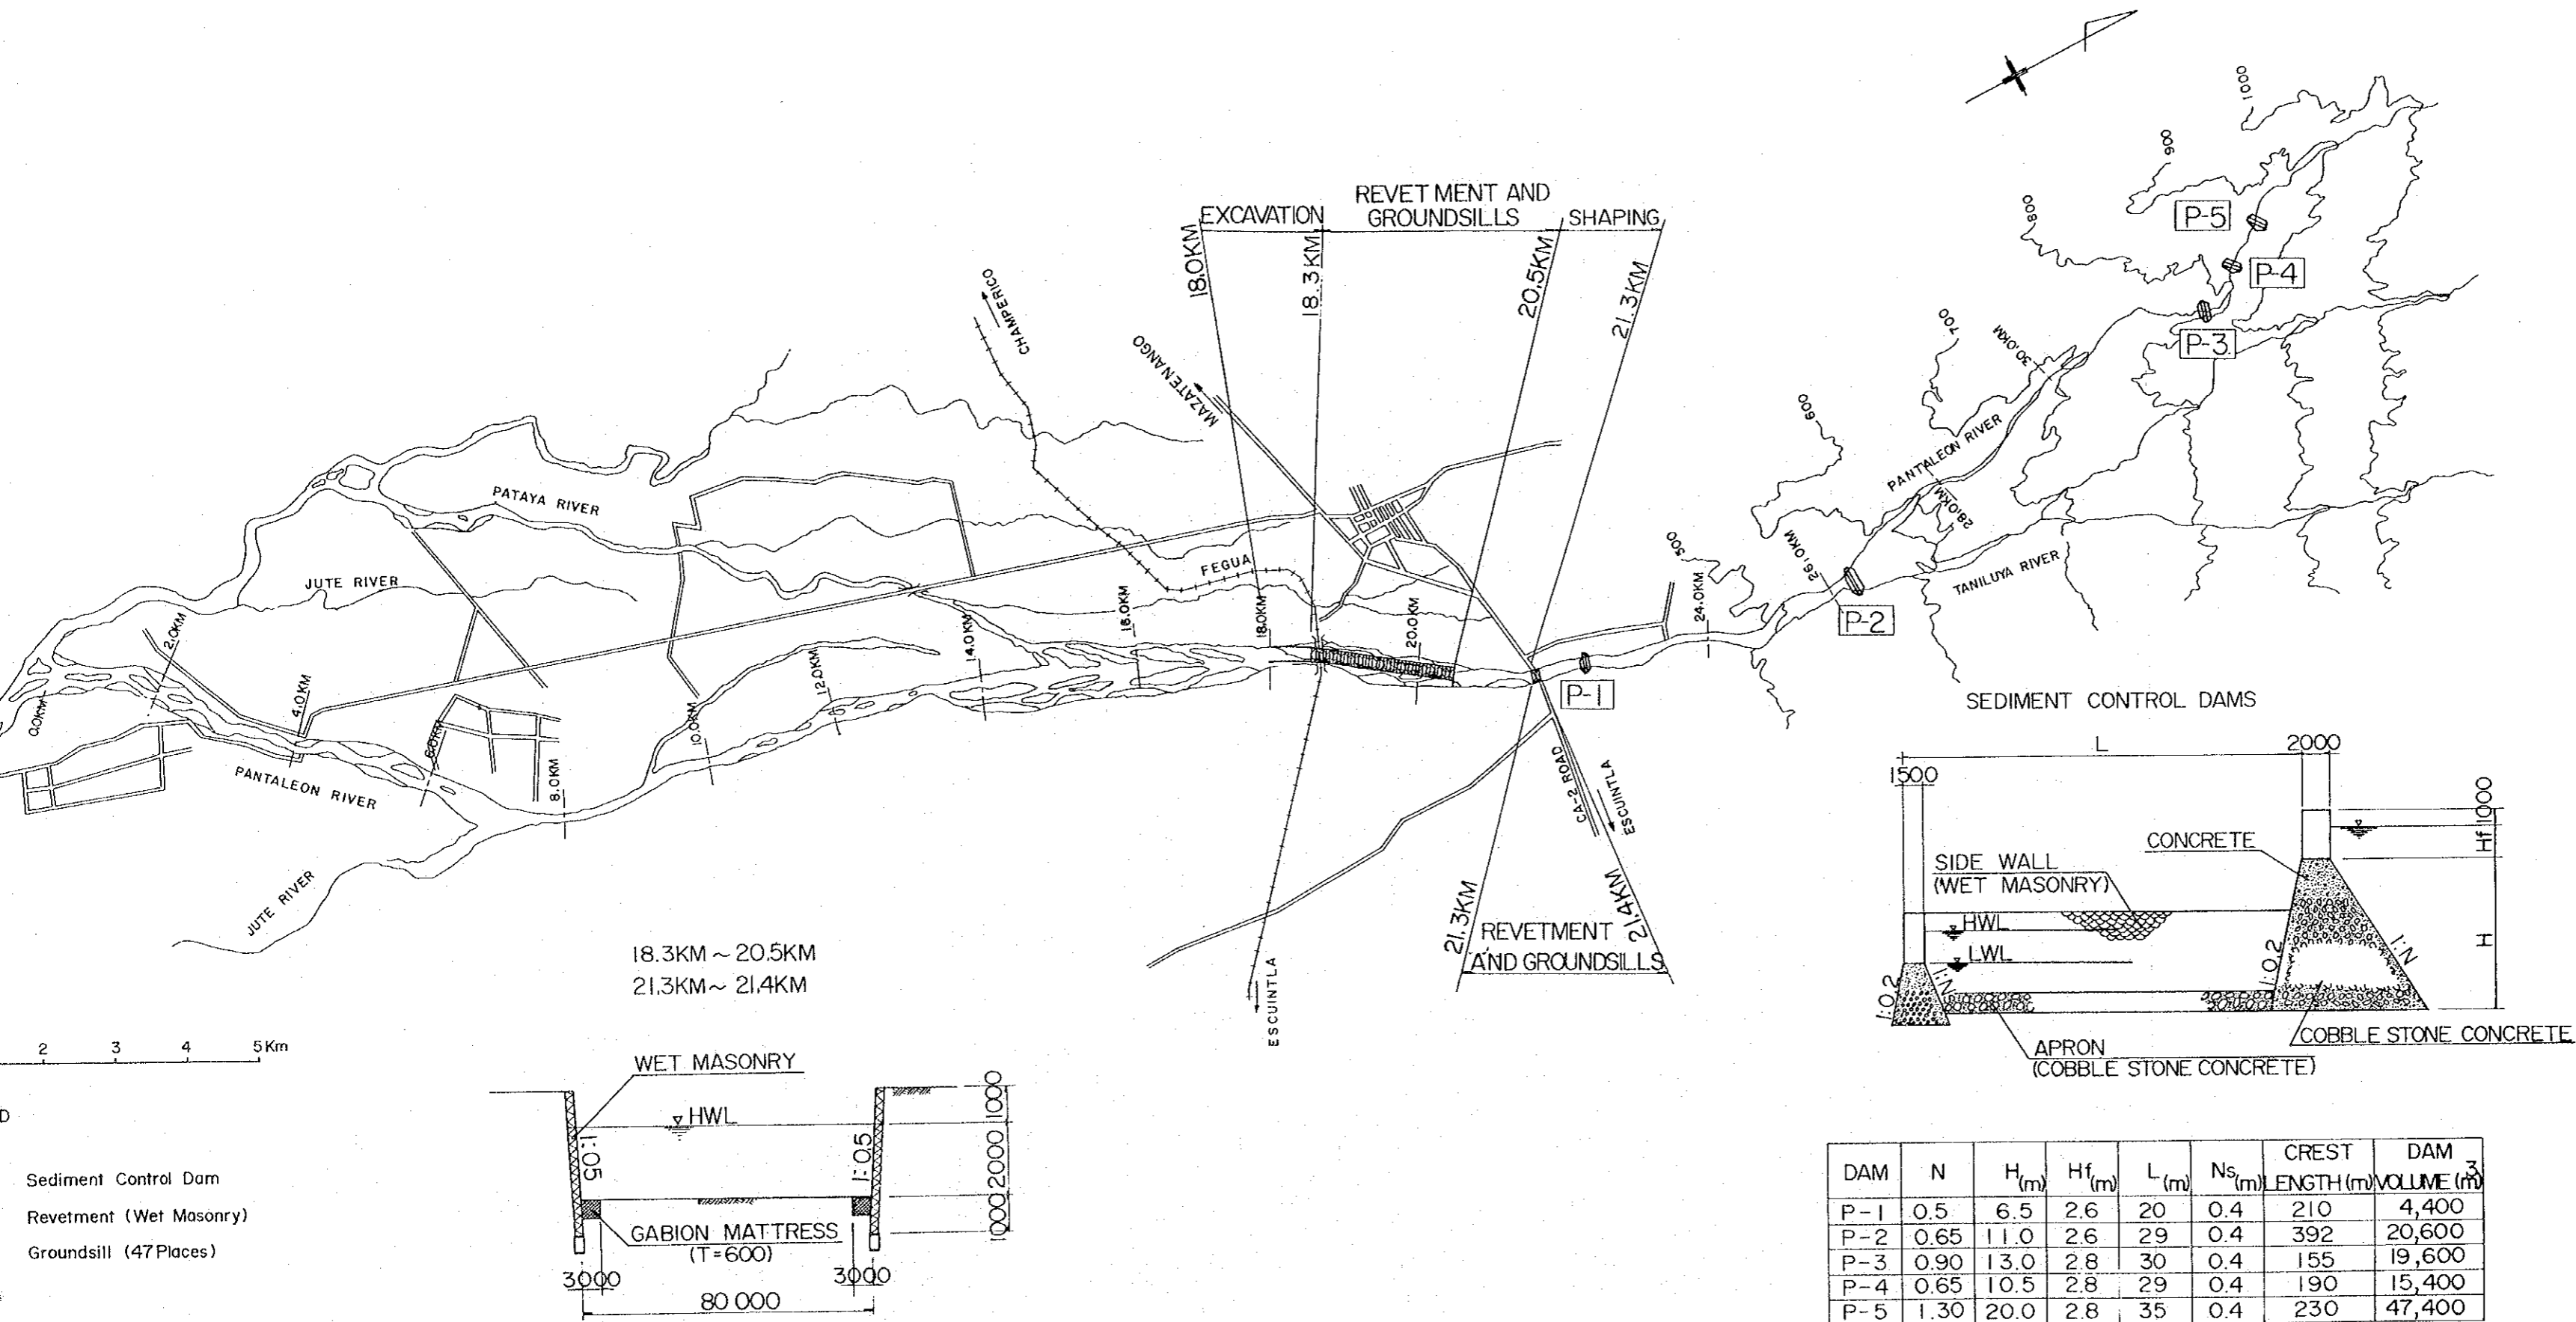 1000
900
800
P-5
P-4
P-3
700
30.0KM
600
PANTALEON RIVER
28.0KM
500
26.0KM
TANILUYA RIVER
P-2
24.0KM
REVETMENT AND
GROUNDSILLS
EXCAVATION
SHAPING
18.0KM
18.3KM
20.5KM
21.3KM
CHAMPERICO
MAZATENANGO
PATAYA RIVER
JUTE RIVER
FEGUA
2.0KM
0.0KM
4.0KM
6.0KM
8.0KM
10.0KM
12.0KM
14.0KM
16.0KM
18.0KM
20.0KM
P-1
PANTALEON RIVER
JUTE RIVER
CA-2 ROAD
ESCUINTLA
21.3KM
21.4KM
REVETMENT
AND GROUNDSILLS
ESCUINTLA
18.3KM ~ 20.5KM
21.3KM ~ 21.4KM
2 3 4 5Km
D
Sediment Control Dam
Revetment (Wet Masonry)
Groundsill (47 Places)
WET MASONRY
HWL
1:0.5
1:0.5
1000
2000
1000
GABION MATTRESS
(T=600)
3000
3000
80 000
SEDIMENT CONTROL DAMS
L
2000
1500
1000
Hf
CONCRETE
SIDE WALL
(WET MASONRY)
HWL
LWL
1:0.2
1:N
H
1:0.2
1:N
COBBLE STONE CONCRETE
APRON
(COBBLE STONE CONCRETE)
DAM N H(m) Hf(m) L(m) Ns(m) CREST LENGTH (m) DAM VOLUME (m3)
P-1 0.5 6.5 2.6 20 0.4 210 4,400
P-2 0.65 11.0 2.6 29 0.4 392 20,600
P-3 0.90 13.0 2.8 30 0.4 155 19,600
P-4 0.65 10.5 2.8 29 0.4 190 15,400
P-5 1.30 20.0 2.8 35 0.4 230 47,400